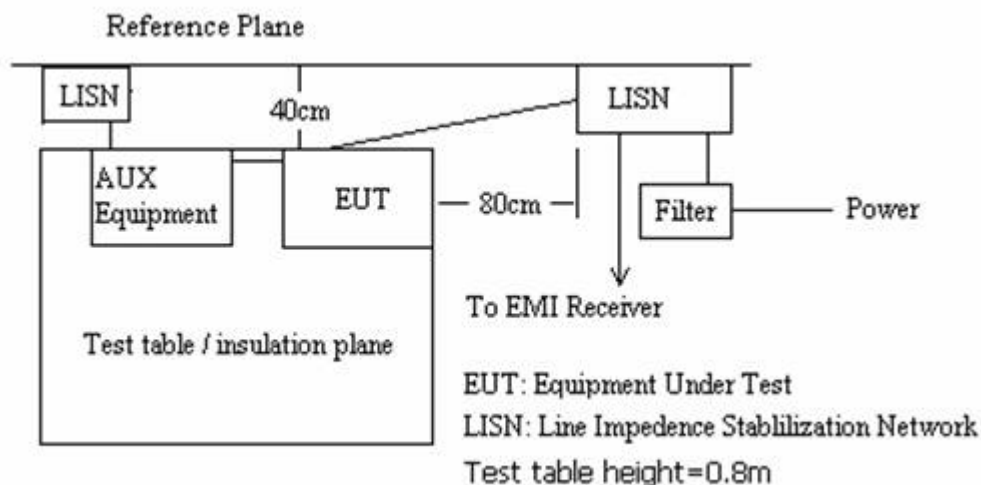 Reference Plane
LISN
40cm
LISN
AUX
Equipment
EUT
80cm
Filter
Power
To EMI Receiver
Test table / insulation plane
EUT: Equipment Under Test
LISN: Line Impedence Stablilization Network
Test table height=0.8m